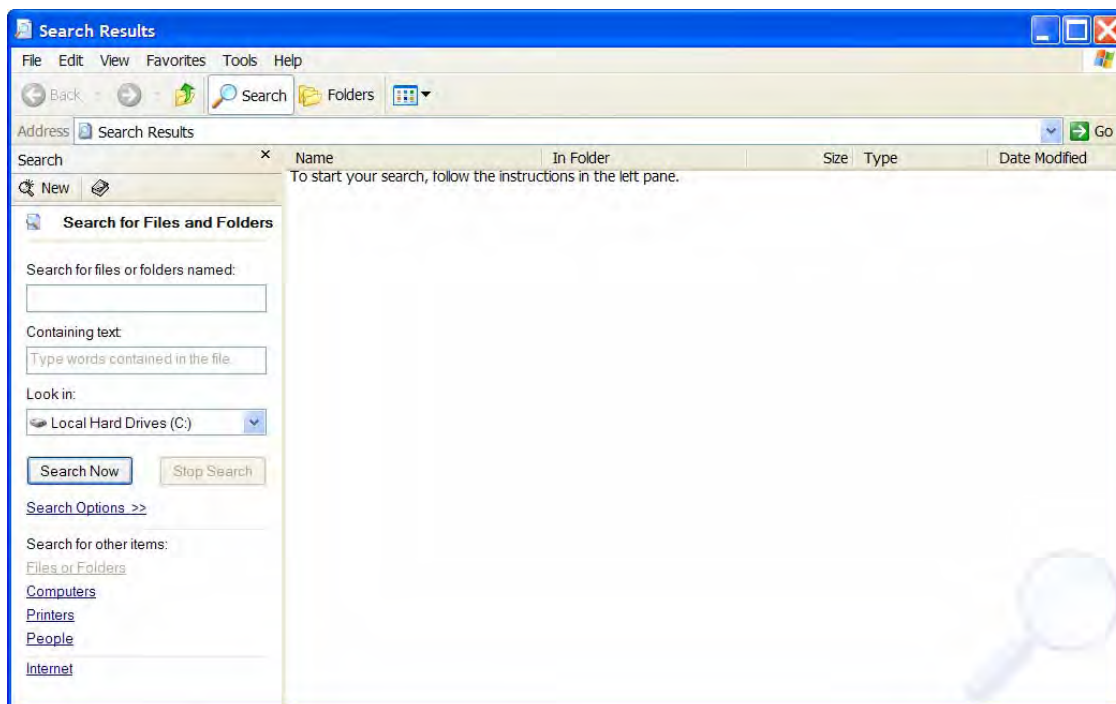 Search Results
File Edit View Favorites Tools Help
Back Search Folders
Address Search Results Go
Search
New
Search for Files and Folders
Search for files or folders named:
Containing text:
Type words contained in the file.
Look in:
Local Hard Drives (C:)
Search Now Stop Search
Search Options >>
Search for other items:
Files or Folders
Computers
Printers
People
Internet
Name In Folder Size Type Date Modified
To start your search, follow the instructions in the left pane.